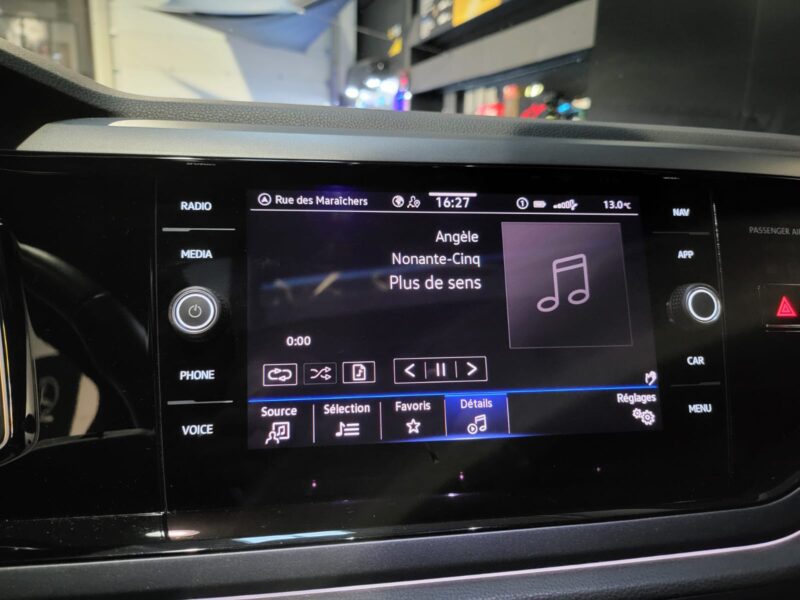 RADIO
MEDIA
PHONE
VOICE
Rue des Maraîchers 16:27 1 13.0°C
Angèle
Nonante-Cinq
Plus de sens
0:00
Source Sélection Favoris Détails Réglages
NAV
APP
CAR
MENU
PASSENGER